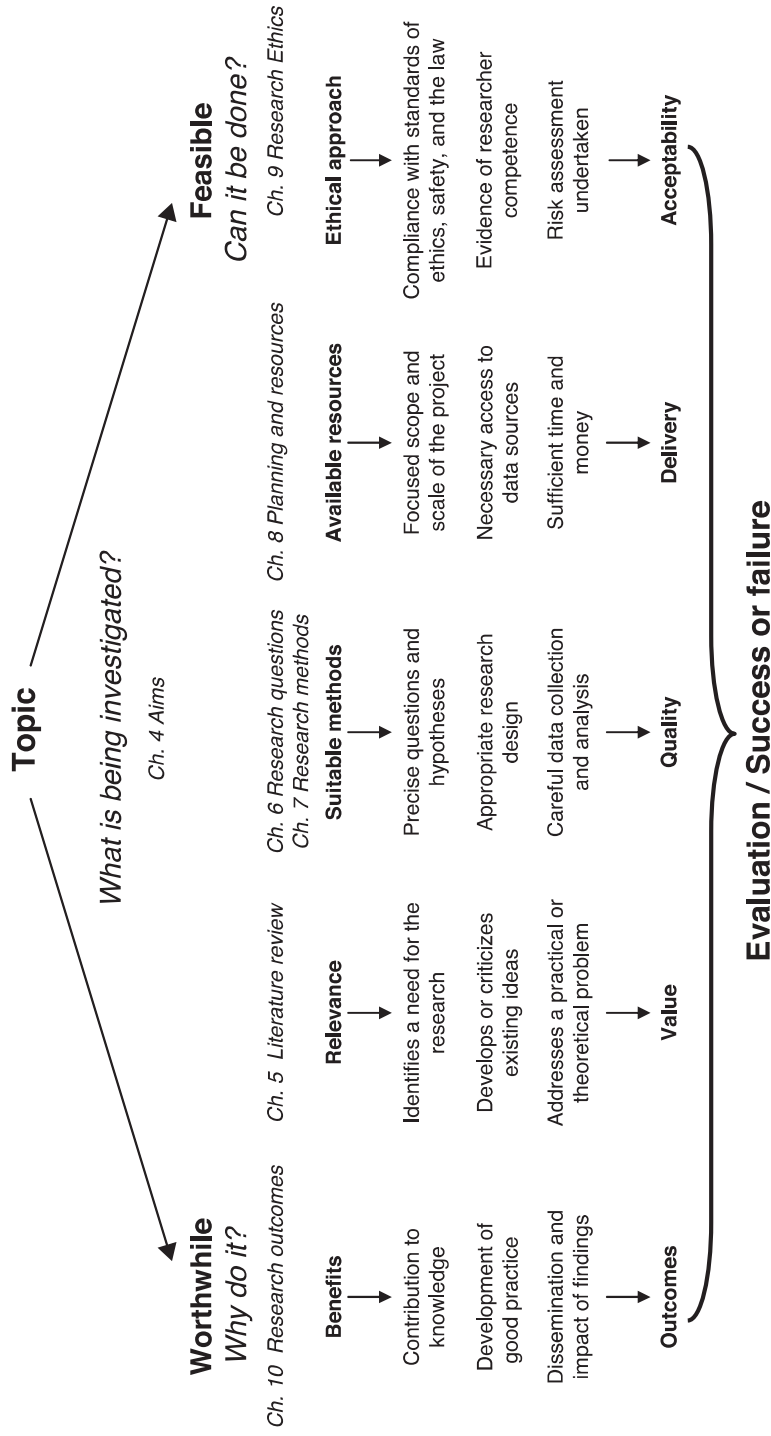 Topic
What is being investigated?
Ch. 4 Aims
Worthwhile
Why do it?
Feasible
Can it be done?
Ch. 10 Research outcomes
Benefits
Contribution to
knowledge
Development of
good practice
Dissemination and
impact of findings
Outcomes
Ch. 5 Literature review
Relevance
Identifies a need for the
research
Develops or criticizes
existing ideas
Addresses a practical or
theoretical problem
Value
Ch. 6 Research questions
Ch. 7 Research methods
Suitable methods
Precise questions and
hypotheses
Appropriate research
design
Careful data collection
and analysis
Quality
Ch. 8 Planning and resources
Available resources
Focused scope and
scale of the project
Necessary access to
data sources
Sufficient time and
money
Delivery
Ch. 9 Research Ethics
Ethical approach
Compliance with standards of
ethics, safety, and the law
Evidence of researcher
competence
Risk assessment
undertaken
Acceptability
Evaluation / Success or failure